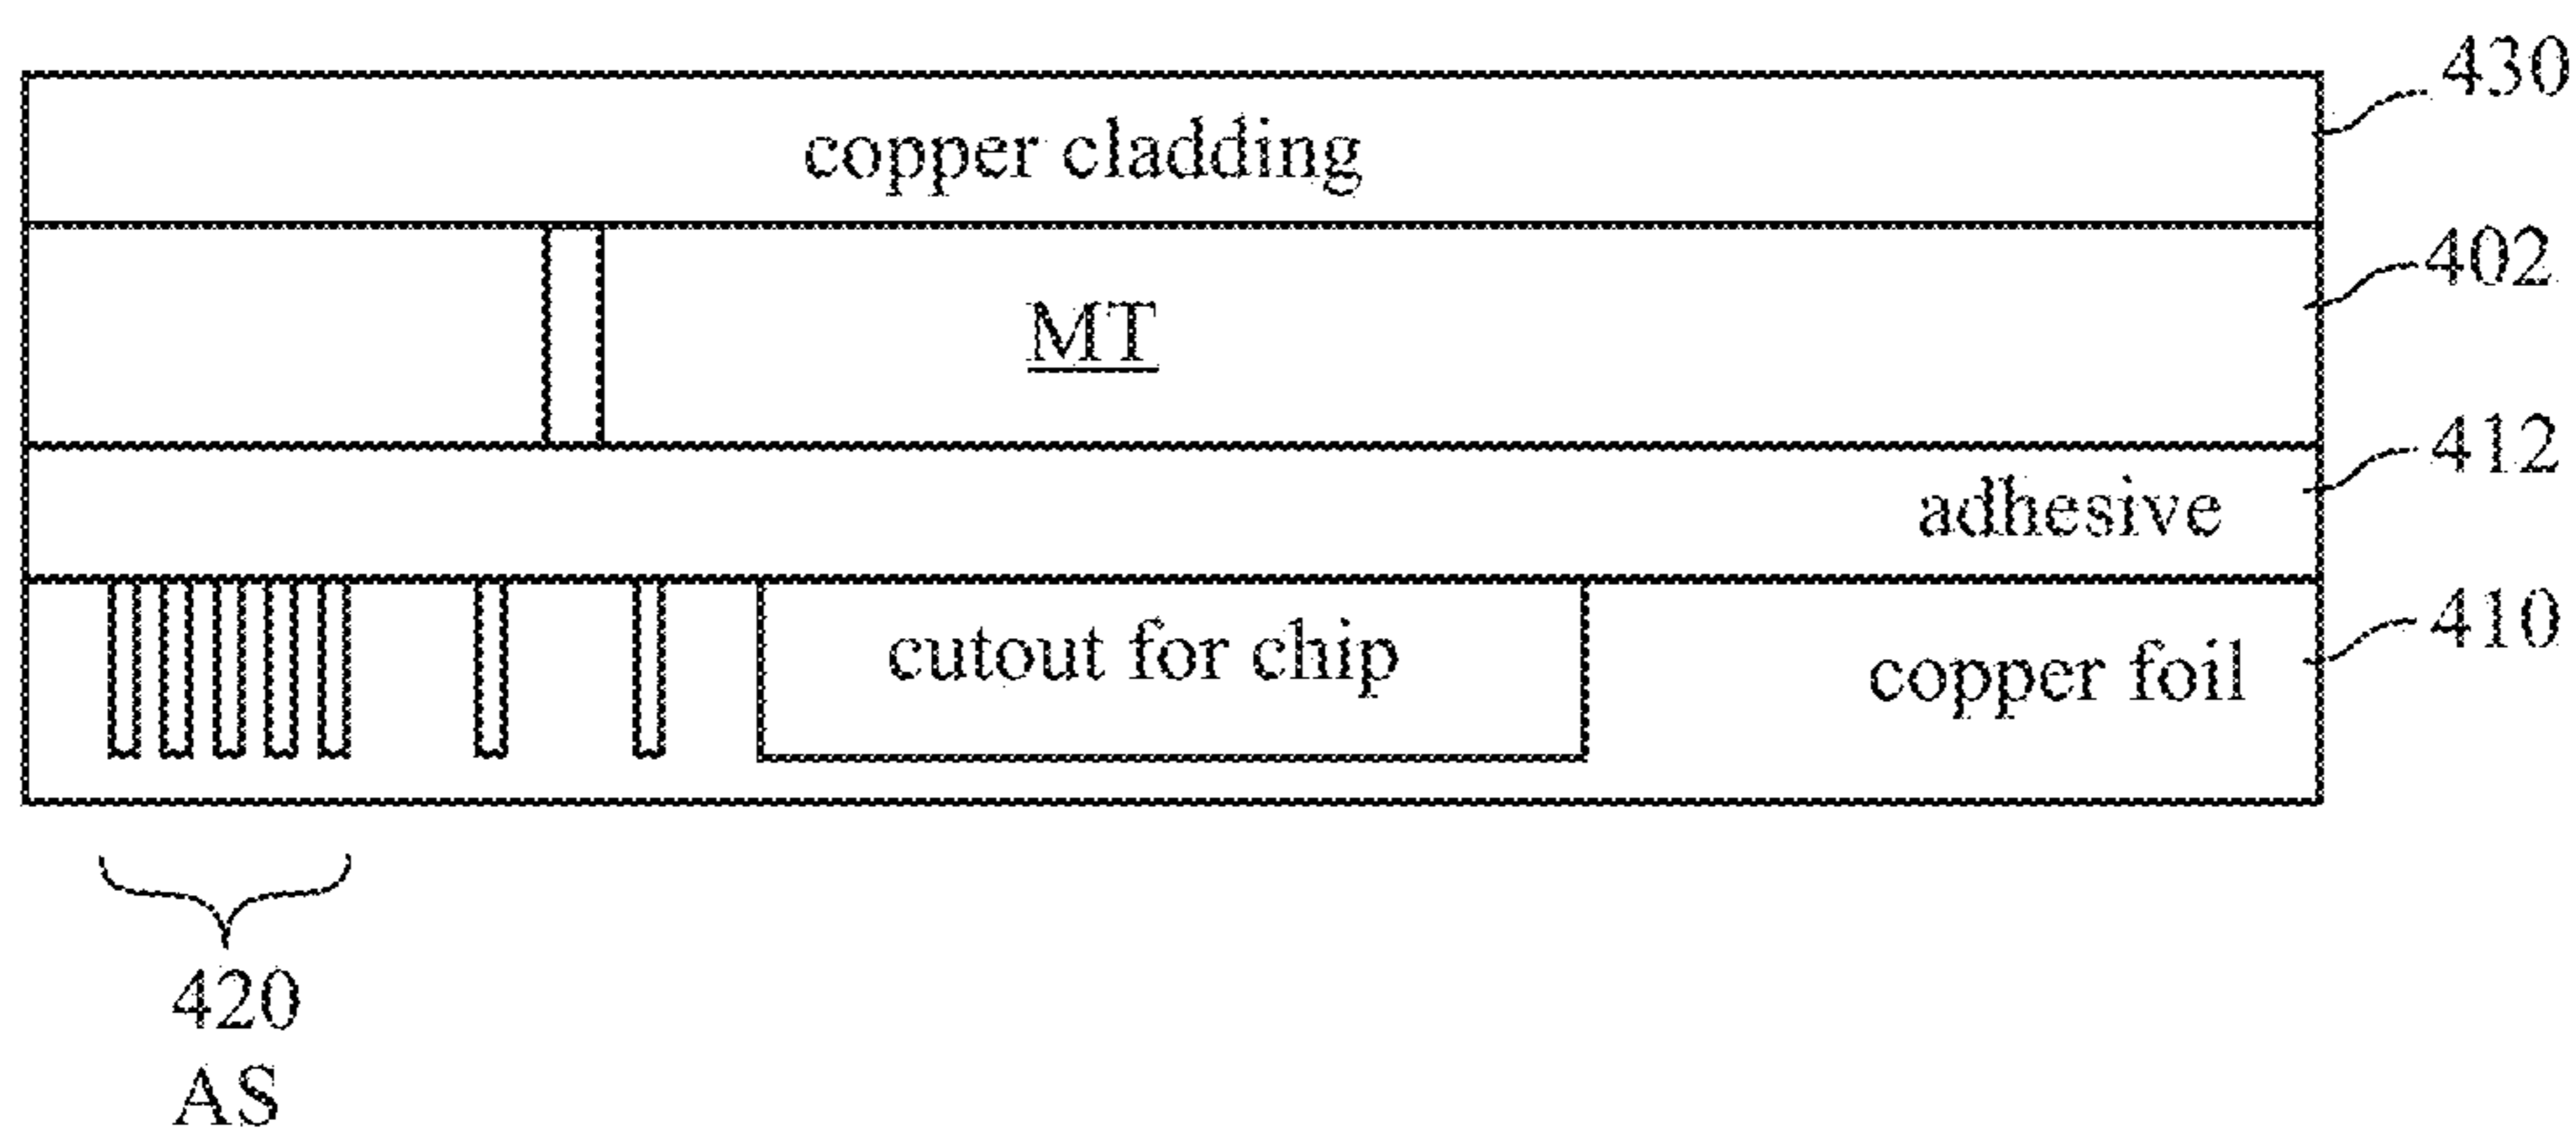 430
copper cladding
402
MT
412
adhesive
410
cutout for chip
copper foil
420
AS